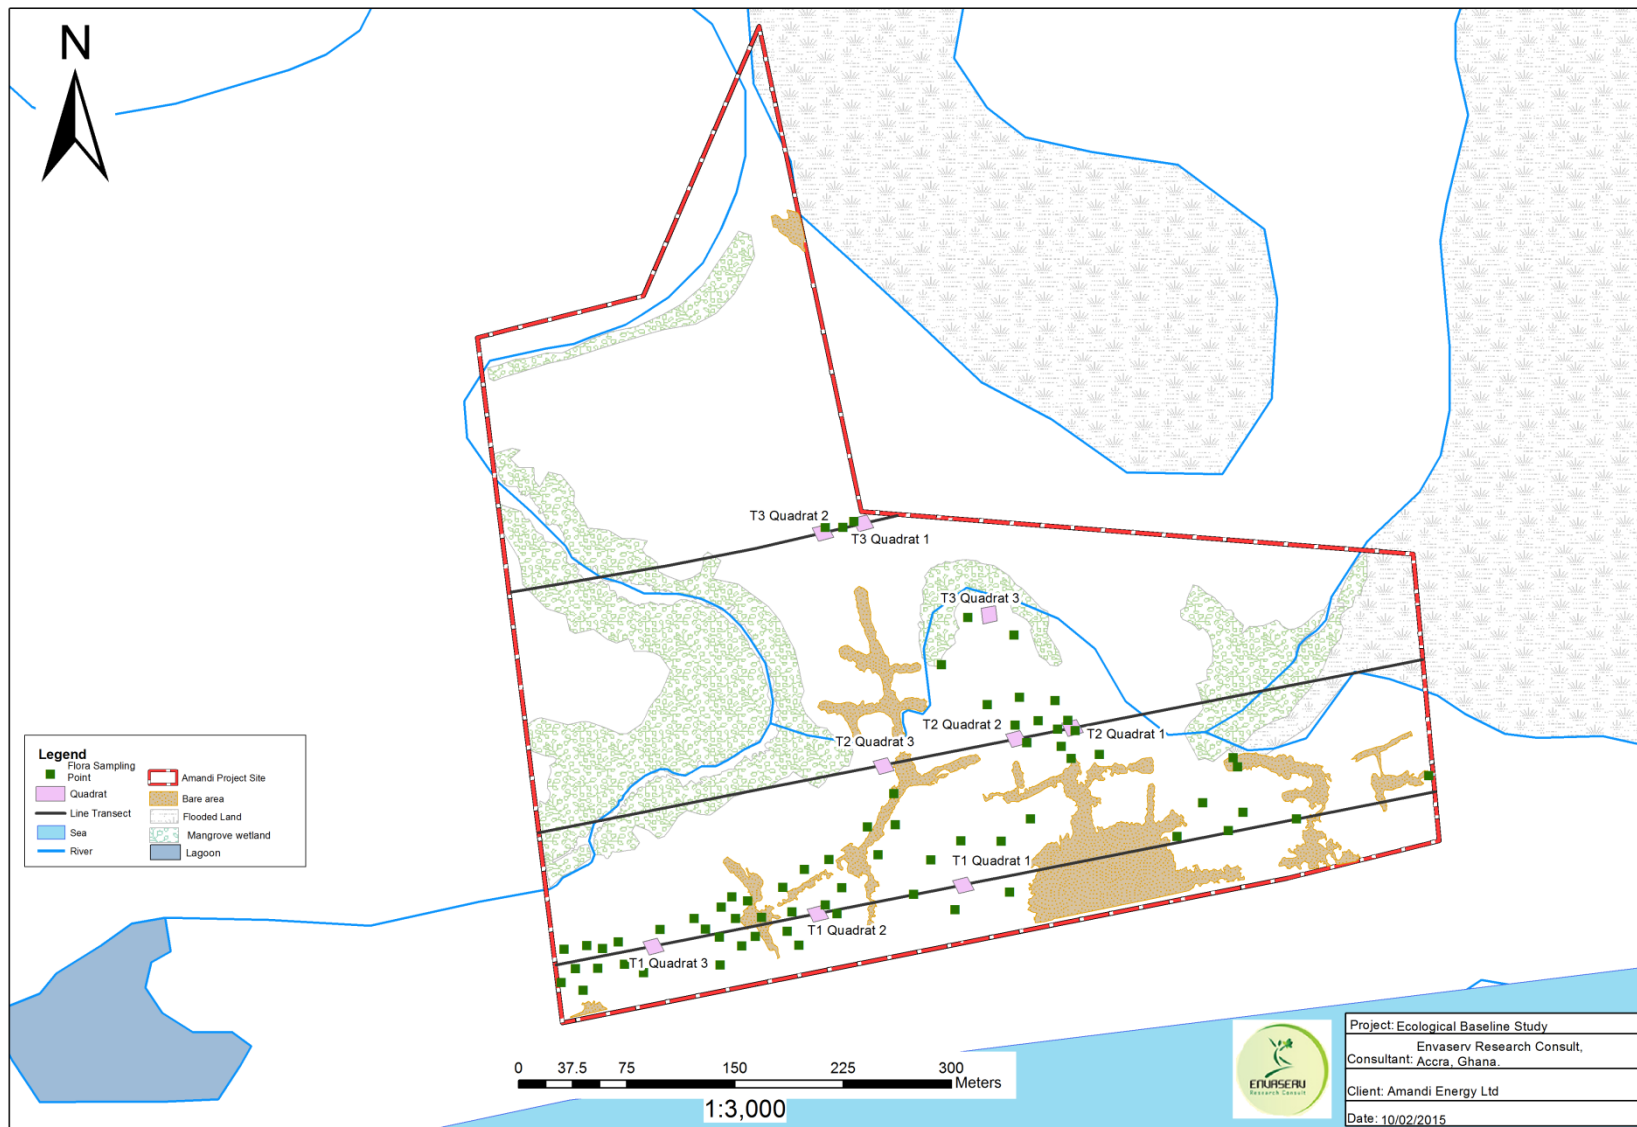 N
T3 Quadrat 2
T3 Quadrat 1
T3 Quadrat 3
T2 Quadrat 2
T2 Quadrat 1
T2 Quadrat 3
T1 Quadrat 1
T1 Quadrat 2
T1 Quadrat 3
Legend
Flora Sampling
Point
Quadrat
Line Transect
Sea
River
Amandi Project Site
Bare area
Flooded Land
Mangrove wetland
Lagoon
0 37.5 75 150 225 300
Meters
1:3,000
ENVASERV
Research Consult
Project: Ecological Baseline Study
Envaserv Research Consult,
Consultant: Accra, Ghana.
Client: Amandi Energy Ltd
Date: 10/02/2015